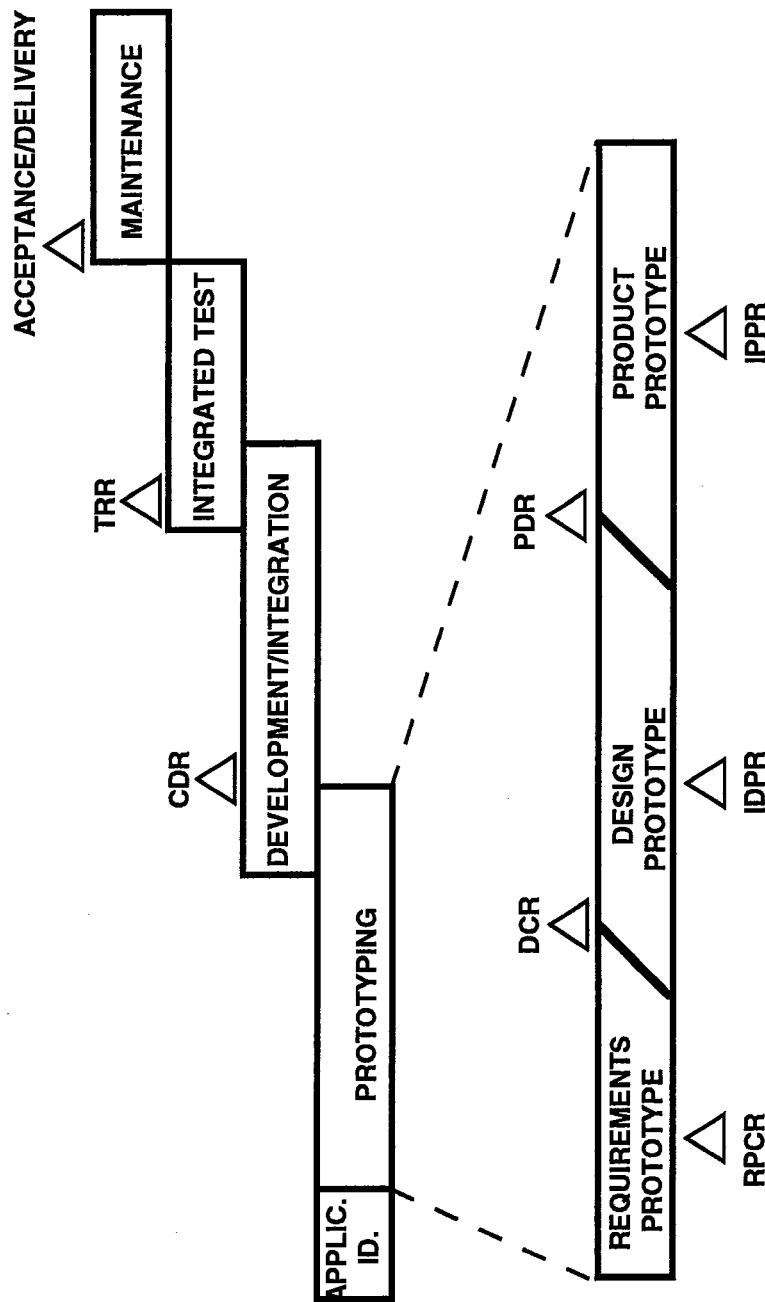 ACCEPTANCE/DELIVERY
MAINTENANCE
TRR
INTEGRATED TEST
CDR
DEVELOPMENT/INTEGRATION
APPLIC.
ID.
PROTOTYPING
DCR
PDR
REQUIREMENTS
PROTOTYPE
DESIGN
PROTOTYPE
PRODUCT
PROTOTYPE
RPCR
IDPR
IPPR